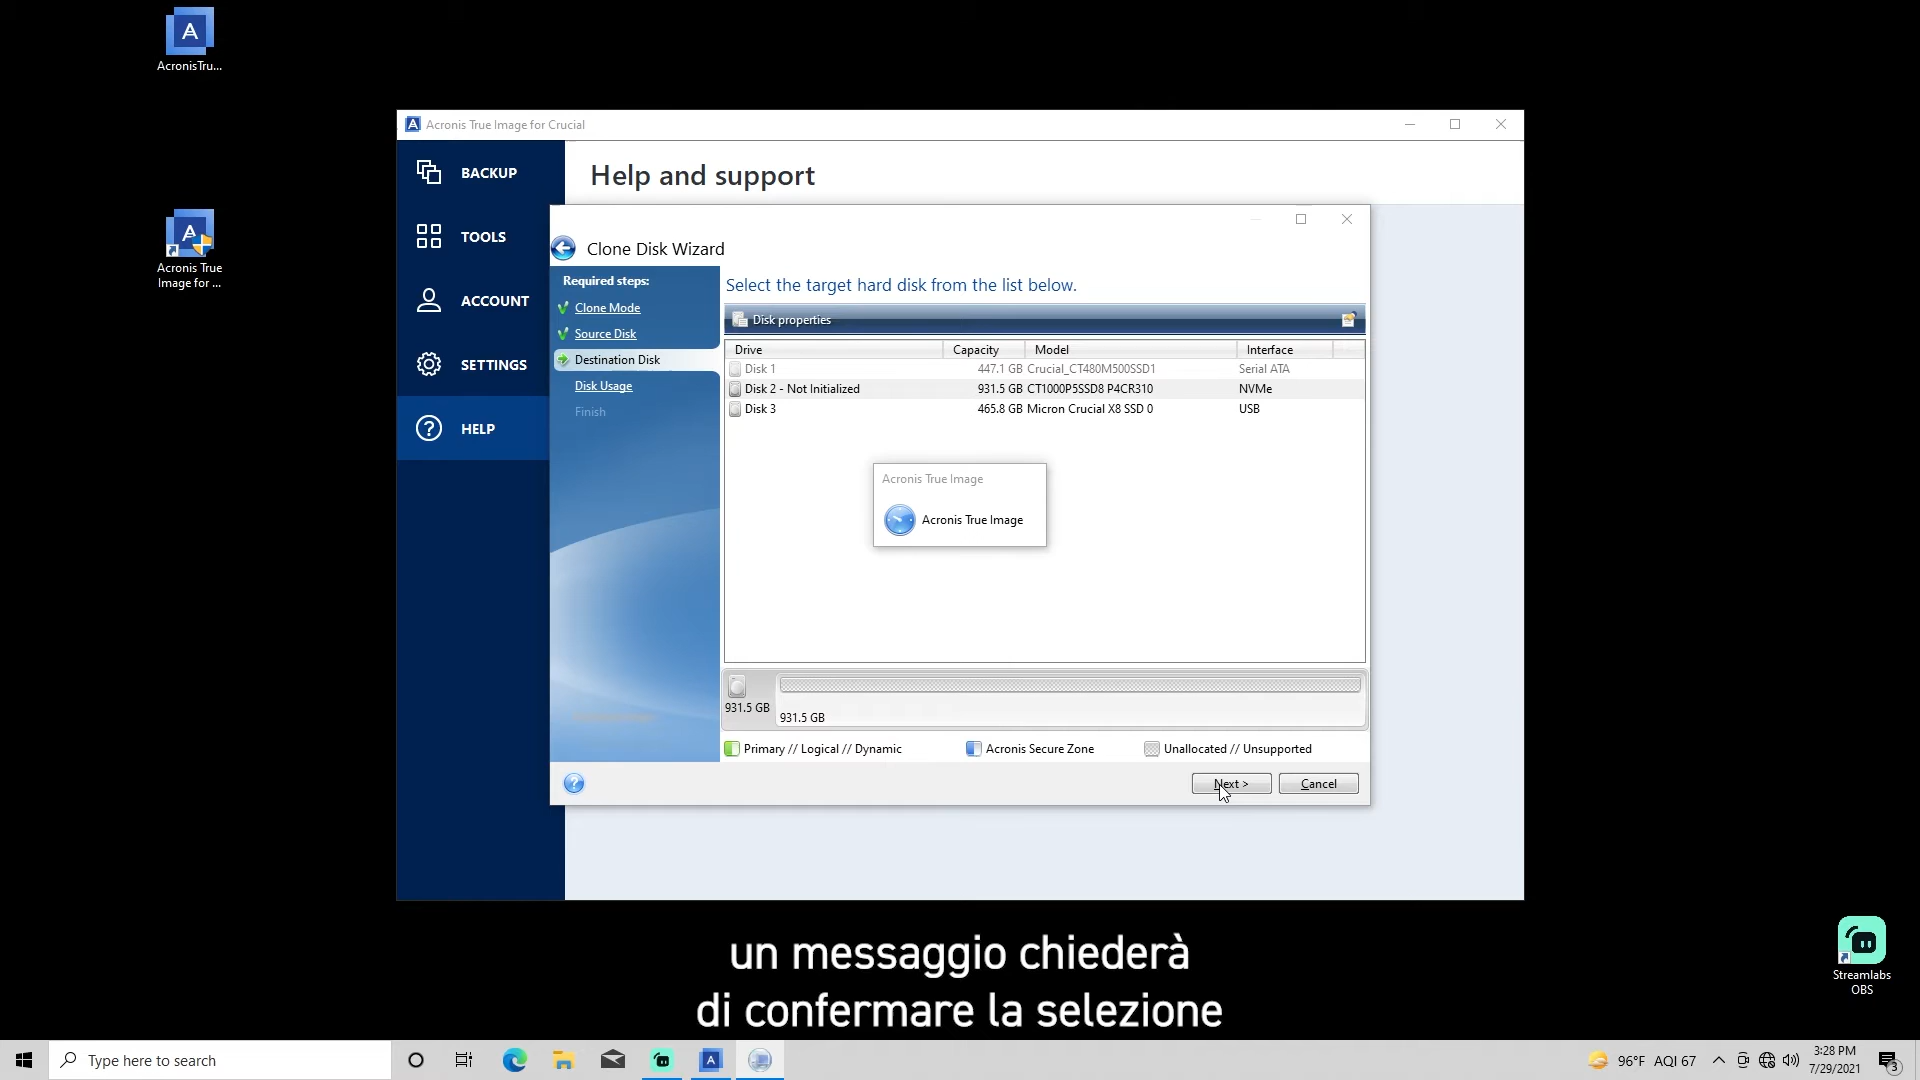 AcronisTru...
Acronis True
Image for ...
Acronis True Image for Crucial
BACKUP
TOOLS
ACCOUNT
SETTINGS
HELP
Help and support
Clone Disk Wizard
Required steps:
Clone Mode
Source Disk
Destination Disk
Disk Usage
Finish
Select the target hard disk from the list below.
Disk properties
Drive Capacity Model Interface
Disk 1 447.1 GB Crucial_CT480M500SSD1 Serial ATA
Disk 2 - Not Initialized 931.5 GB CT1000P5SSD8 P4CR310 NVMe
Disk 3 465.8 GB Micron Crucial X8 SSD 0 USB
Acronis True Image
Acronis True Image
931.5 GB
931.5 GB
Primary // Logical // Dynamic Acronis Secure Zone Unallocated // Unsupported
Next > Cancel
un messaggio chiederà
di confermare la selezione
Streamlabs
OBS
Type here to search
96°F AQI 67
3:28 PM
7/29/2021
3